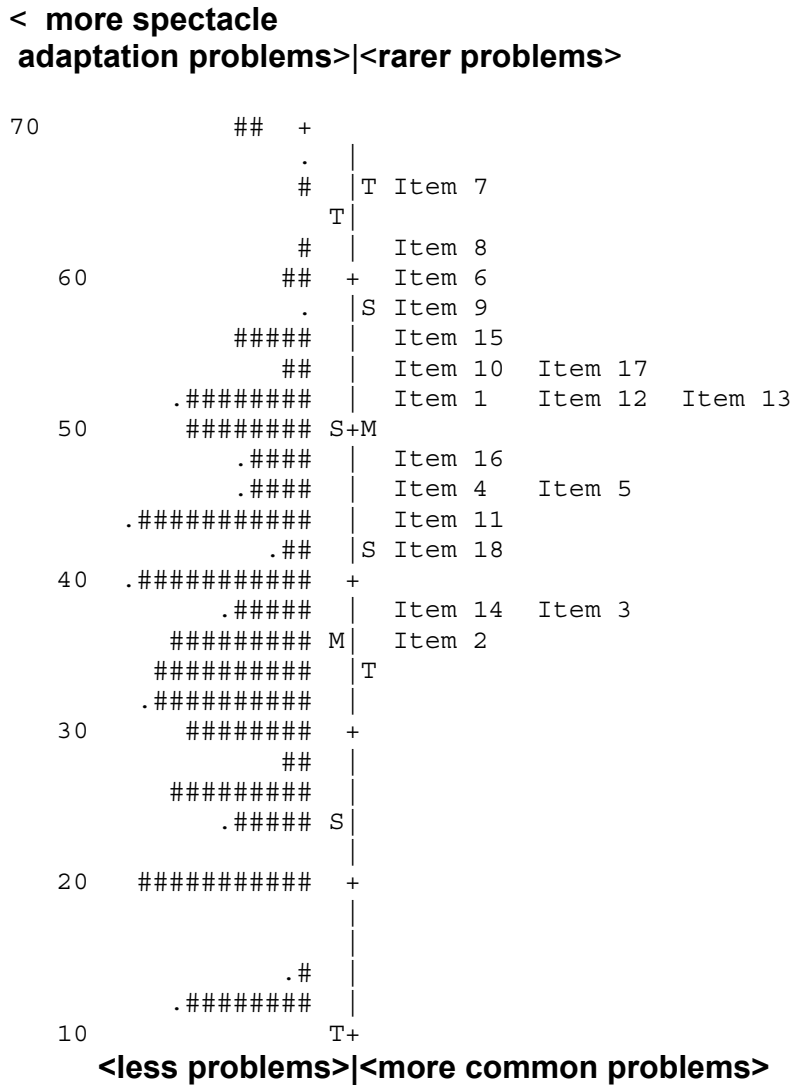 < more spectacle
adaptation problems>|<rarer problems>
70 ## +
. |
# |T Item 7
T|
# | Item 8
60 ## + Item 6
. |S Item 9
##### | Item 15
## | Item 10 Item 17
.######## | Item 1 Item 12 Item 13
50 ######## S+M
.#### | Item 16
.#### | Item 4 Item 5
.########### | Item 11
.## |S Item 18
40 .########### +
.##### | Item 14 Item 3
######### M| Item 2
########## |T
.########## |
30 ######## +
## |
######### |
.##### S|
|
20 ########### +
|
|
.# |
.######## |
10 T+
<less problems>|<more common problems>